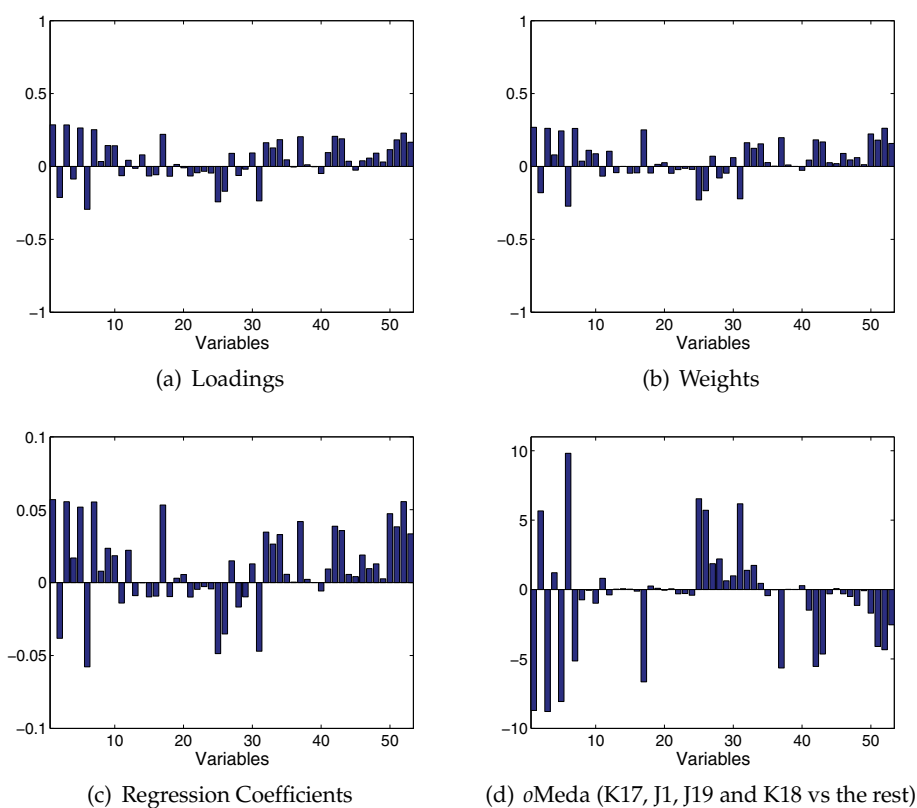 1
0.5
0
−0.5
−1
10 20 30 40 50
Variables
(a) Loadings
1
0.5
0
−0.5
−1
10 20 30 40 50
Variables
(b) Weights
0.1
0.05
0
−0.05
−0.1
10 20 30 40 50
Variables
(c) Regression Coefficients
10
5
0
−5
−10
10 20 30 40 50
Variables
(d) oMeda (K17, J1, J19 and K18 vs the rest)